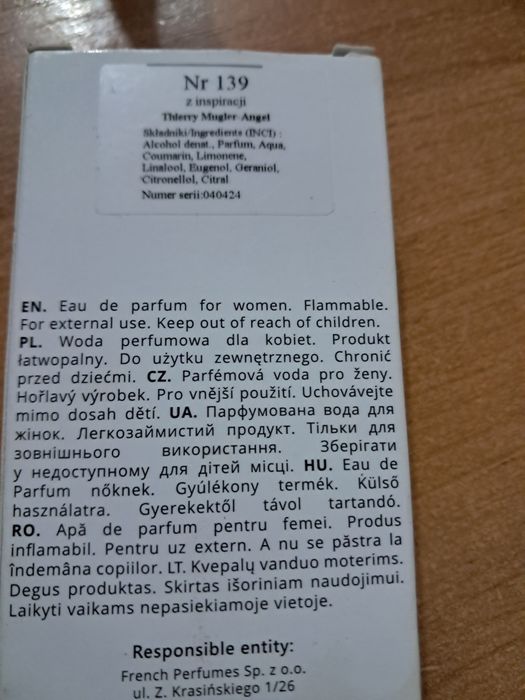 Nr 139
z inspiracji
Thierry Mugler-Angel
Składniki/Ingredients (INCI) :
Alcohol denat., Parfum, Aqua,
Coumarin, Limonene,
Linalool, Eugenol, Geraniol,
Citronellol, Citral
Numer serii:040424
EN. Eau de parfum for women. Flammable.
For external use. Keep out of reach of children.
PL. Woda perfumowa dla kobiet. Produkt
łatwopalny. Do użytku zewnętrznego. Chronić
przed dziećmi. CZ. Parfémová voda pro ženy.
Hořlavý výrobek. Pro vnější použití. Uchovávejte
mimo dosah dětí. UA. Парфумована вода для
жінок. Легкозаймистий продукт. Тільки для
зовнішнього використання. Зберігати
у недоступному для дітей місці. HU. Eau de
Parfum nőknek. Gyúlékony termék. Külső
használatra. Gyerekektől távol tartandó.
RO. Apă de parfum pentru femei. Produs
inflamabil. Pentru uz extern. A nu se păstra la
îndemâna copiilor. LT. Kvepalų vanduo moterims.
Degus produktas. Skirtas išoriniam naudojimui.
Laikyti vaikams nepasiekiamoje vietoje.
Responsible entity:
French Perfumes Sp. z o.o.
ul. Z. Krasińskiego 1/26